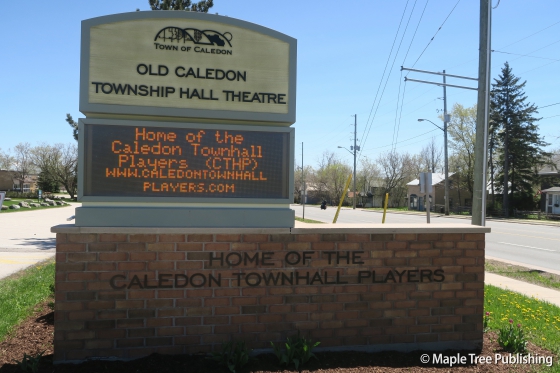 Town of Caledon
Old Caledon
Township Hall Theatre
Home of the
Caledon Townhall
Players (CTHP)
www.caledontownhall
players.com
Home of the
Caledon Townhall Players
© Maple Tree Publishing